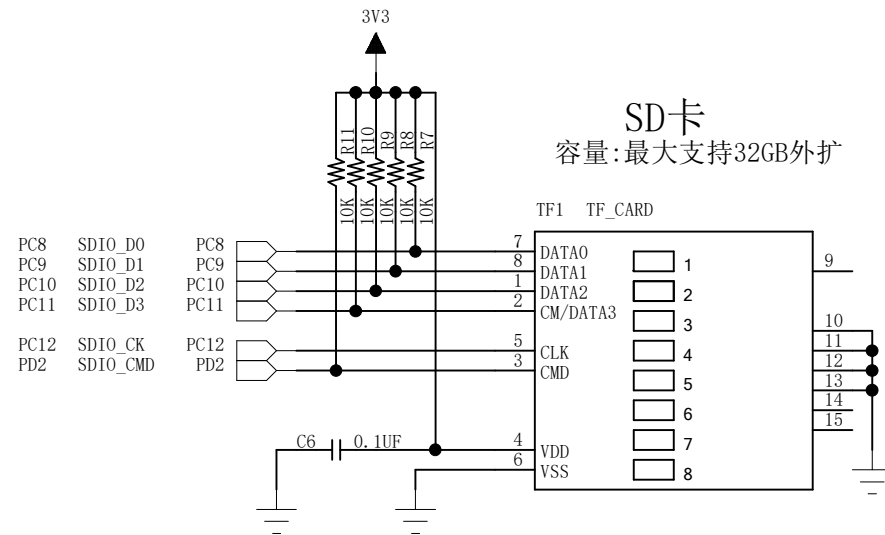 3V3
SD卡
容量:最大支持32GB外扩
R11 R10 R9 R8 R7
10K 10K 10K 10K 10K
TF1 TF_CARD
PC8 SDIO_D0 PC8 7 DATA0
PC9 SDIO_D1 PC9 8 DATA1
PC10 SDIO_D2 PC10 1 DATA2
PC11 SDIO_D3 PC11 2 CM/DATA3
PC12 SDIO_CK PC12 5 CLK
PD2 SDIO_CMD PD2 3 CMD
C6 0.1UF 4 VDD
6 VSS
1
2
3
4
5
6
7
8
9
10
11
12
13
14
15